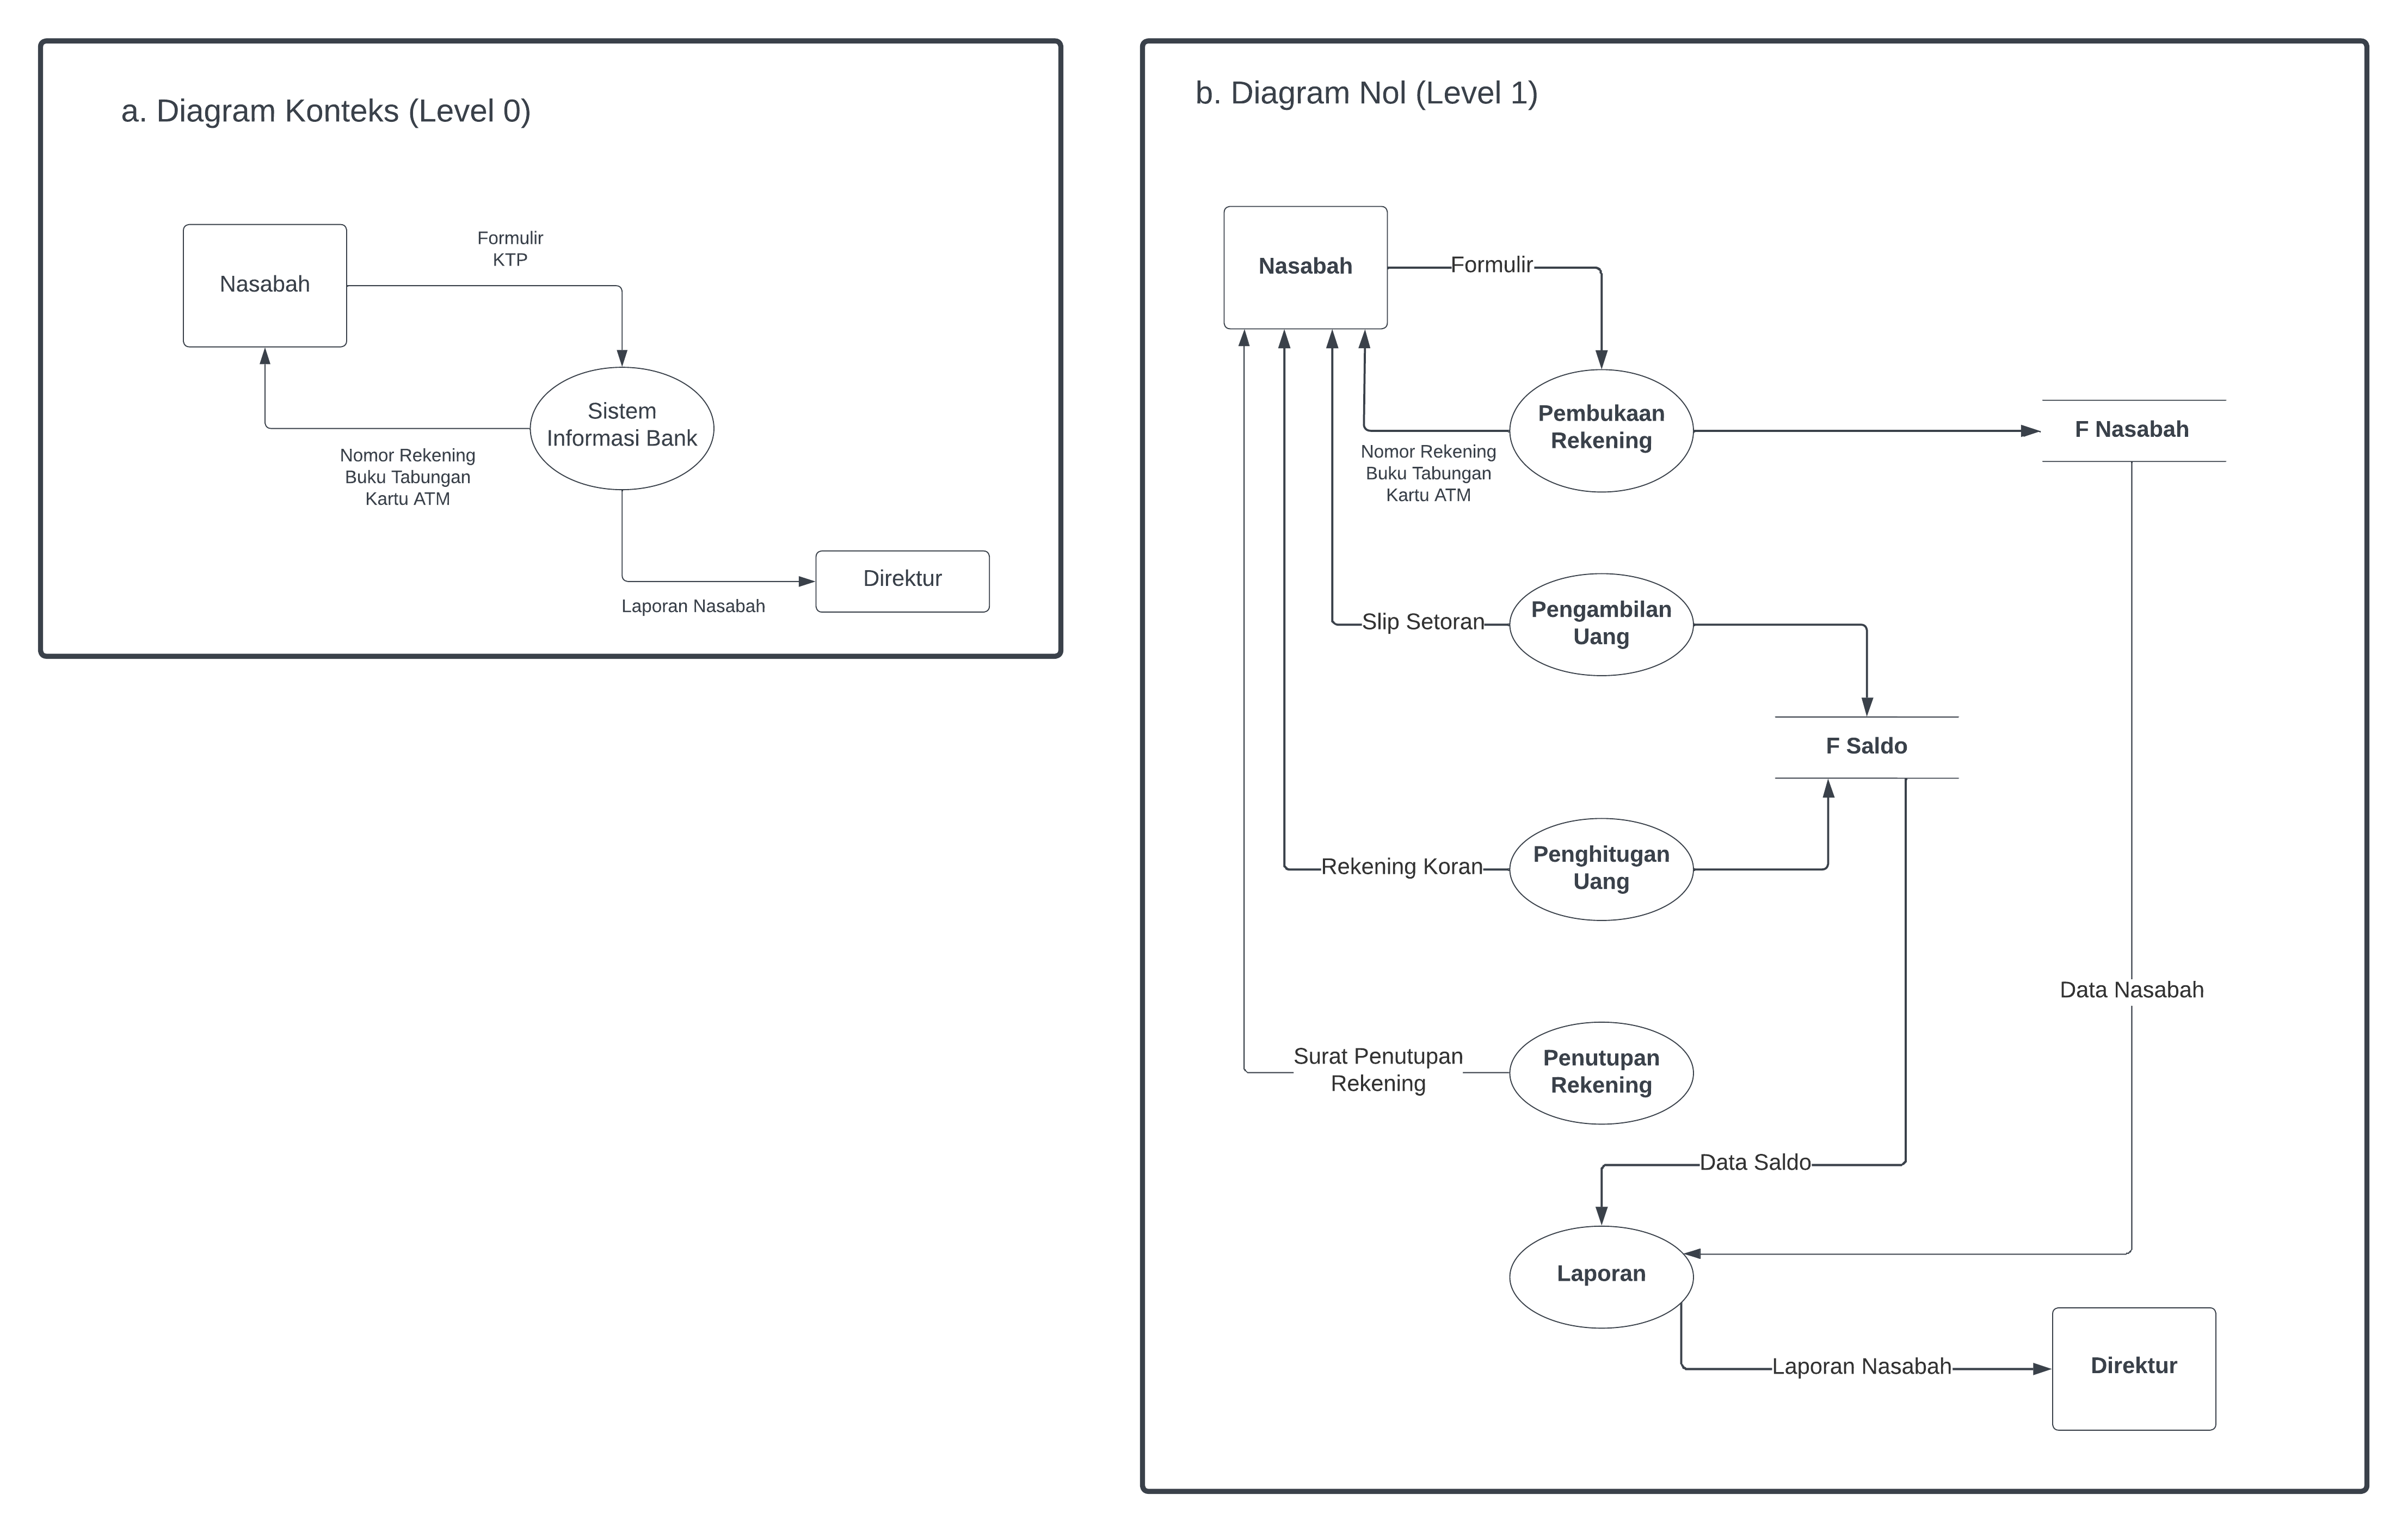 a. Diagram Konteks (Level 0)
Nasabah
Formulir
KTP
Sistem
Informasi Bank
Nomor Rekening
Buku Tabungan
Kartu ATM
Direktur
Laporan Nasabah
b. Diagram Nol (Level 1)
Nasabah
Formulir
Pembukaan
Rekening
F Nasabah
Nomor Rekening
Buku Tabungan
Kartu ATM
Slip Setoran
Pengambilan
Uang
F Saldo
Rekening Koran
Penghitugan
Uang
Data Nasabah
Surat Penutupan
Rekening
Penutupan
Rekening
Data Saldo
Laporan
Laporan Nasabah
Direktur